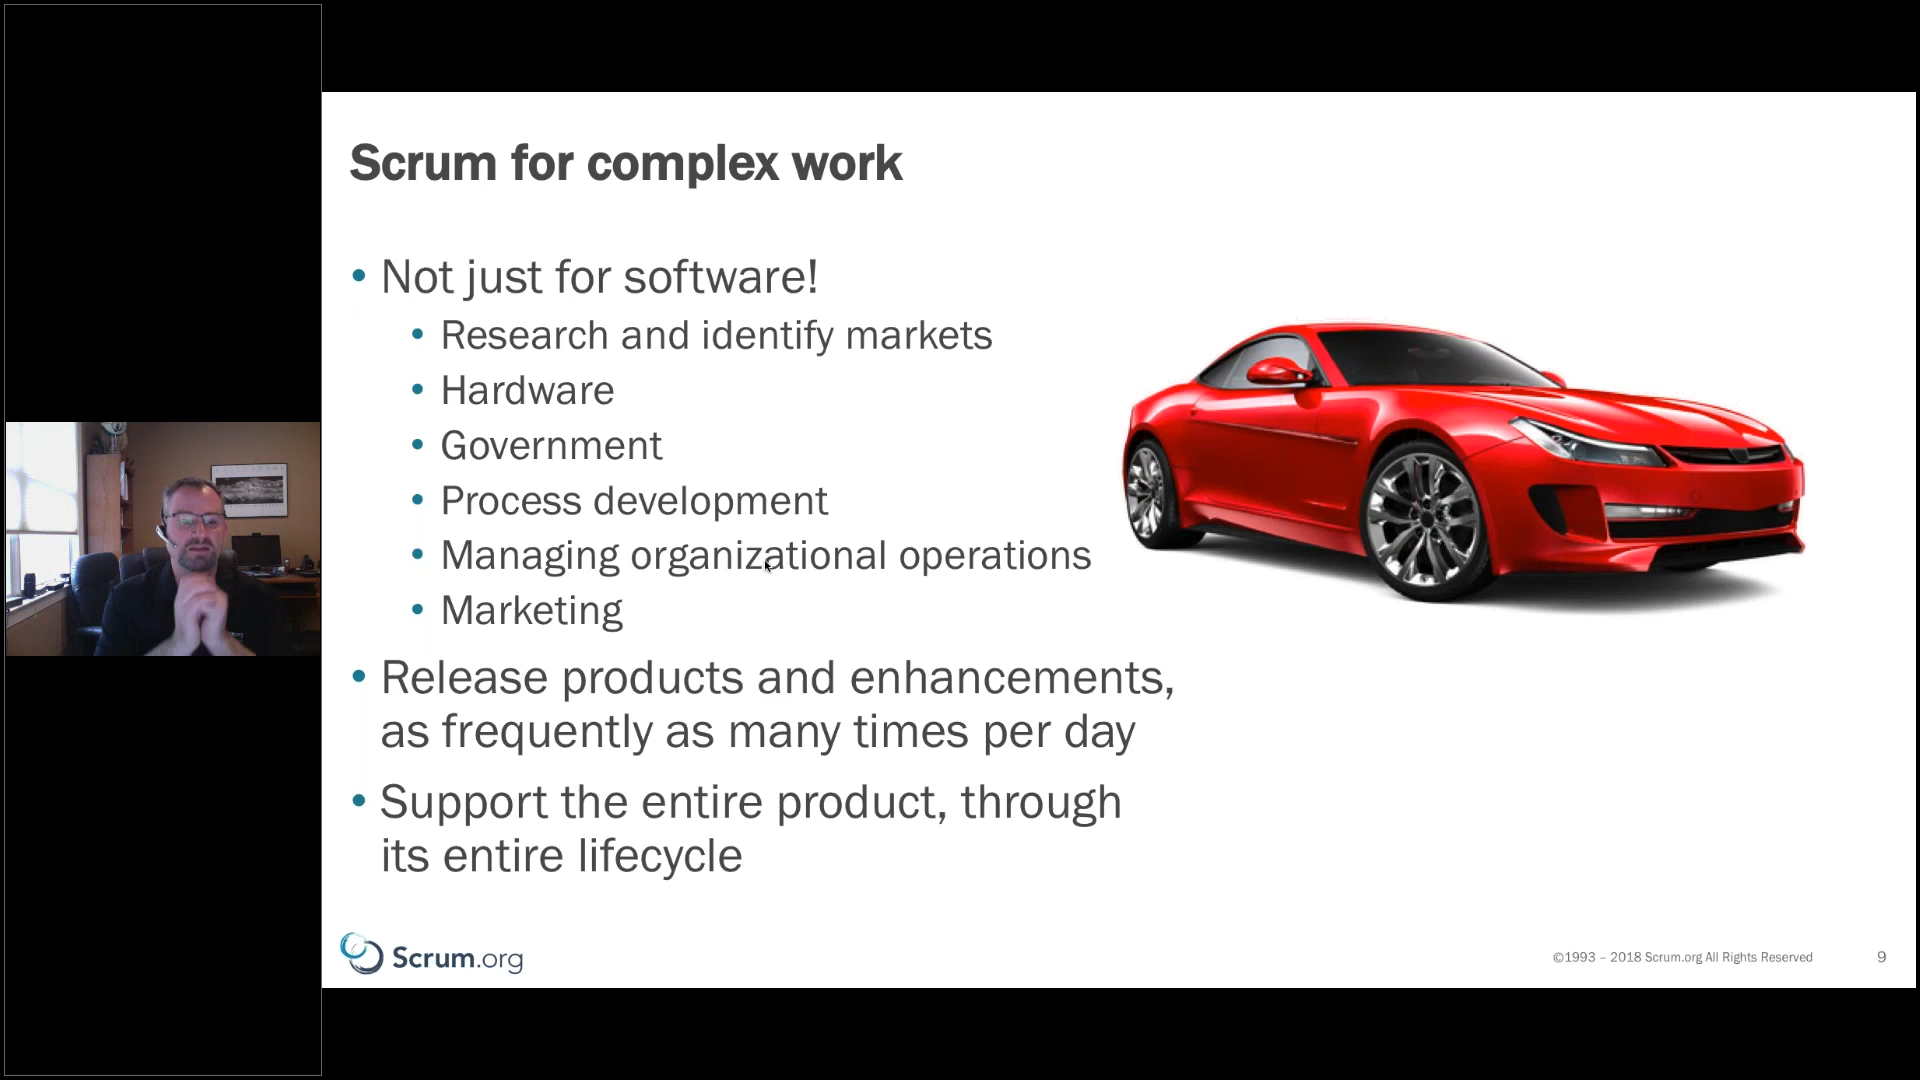 Scrum for complex work
• Not just for software!
• Research and identify markets
• Hardware
• Government
• Process development
• Managing organizational operations
• Marketing
• Release products and enhancements,
as frequently as many times per day
• Support the entire product, through
its entire lifecycle
Scrum.org
©1993 – 2018 Scrum.org All Rights Reserved
9